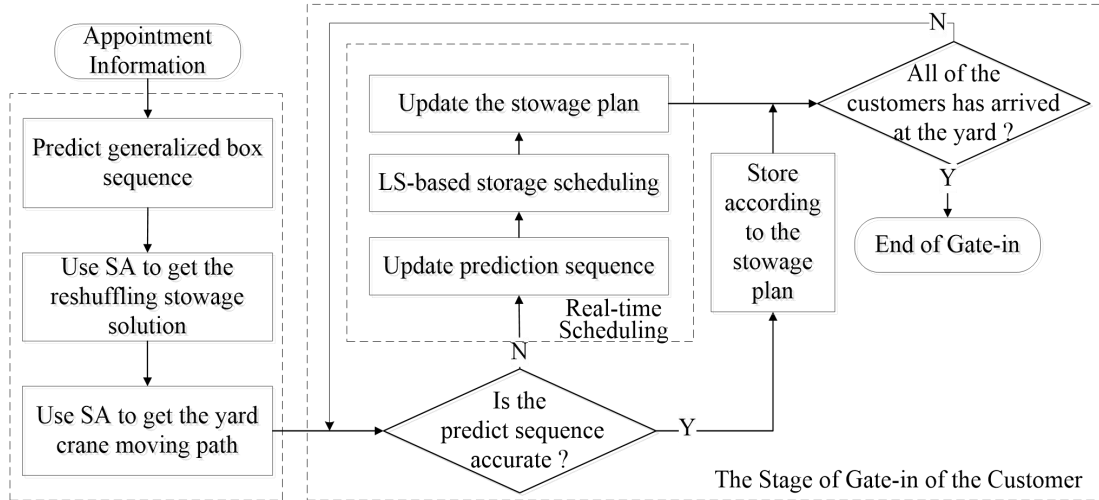 Appointment
Information
Predict generalized box
sequence
Use SA to get the
reshuffling stowage
solution
Use SA to get the yard
crane moving path
Update the stowage plan
LS-based storage scheduling
Update prediction sequence
Real-time
Scheduling
N
Is the
predict sequence
accurate ?
Y
Store
according
to the
stowage
plan
N
All of the
customers has arrived
at the yard ?
Y
End of Gate-in
The Stage of Gate-in of the Customer